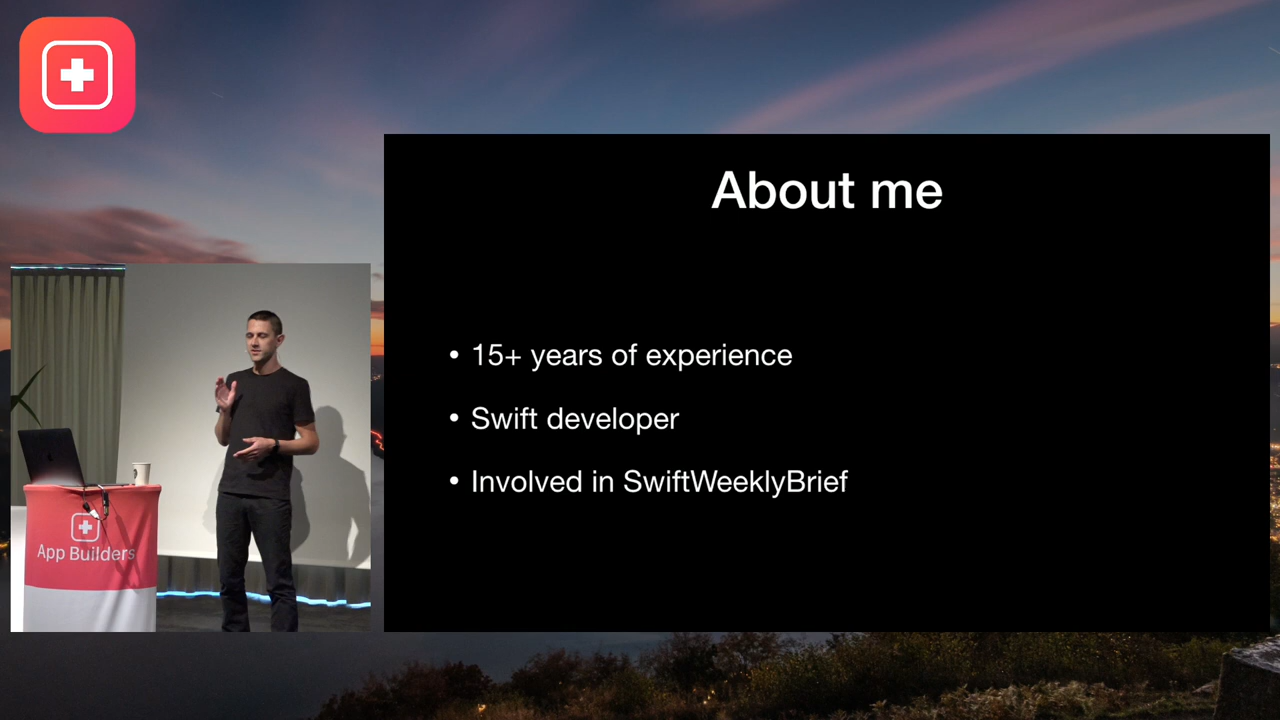 About me
• 15+ years of experience
• Swift developer
• Involved in SwiftWeeklyBrief
App Builders